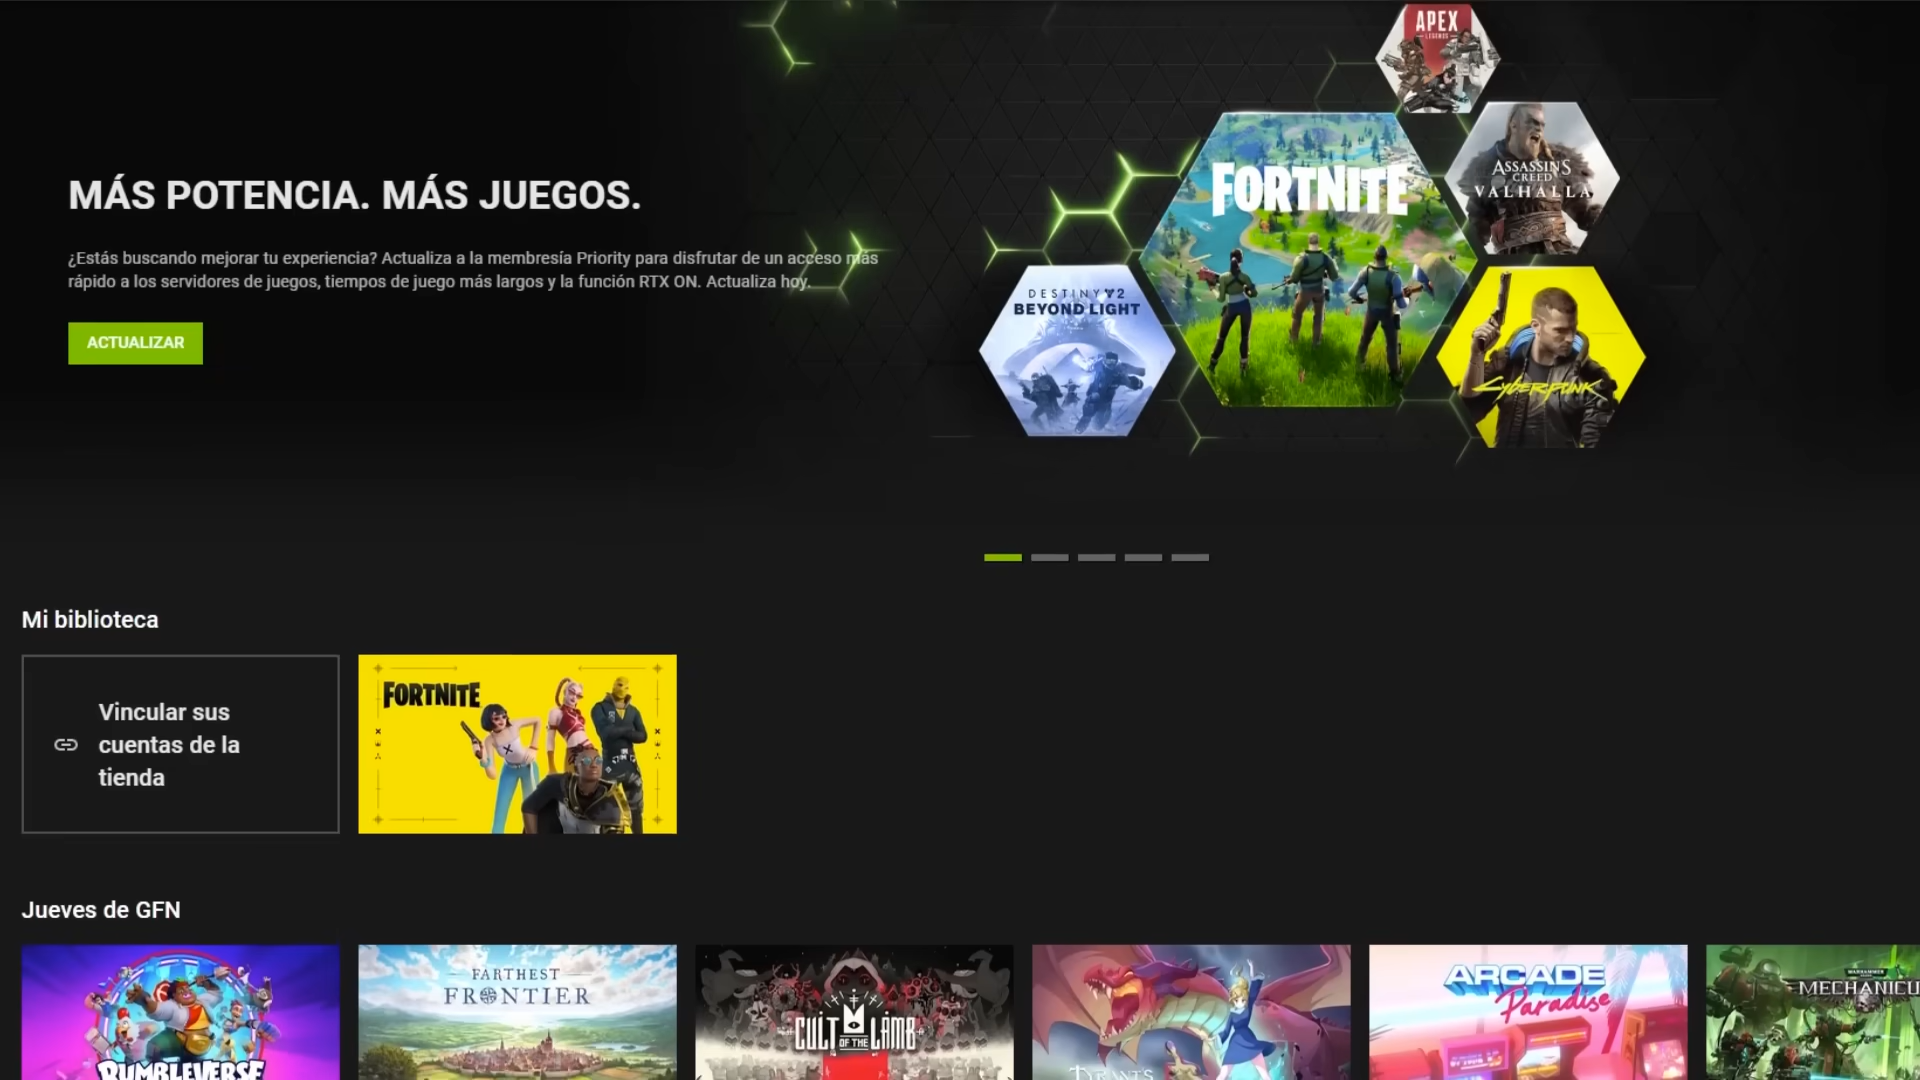 APEX
LEGENDS
MÁS POTENCIA. MÁS JUEGOS.
¿Estás buscando mejorar tu experiencia? Actualiza a la membresía Priority para disfrutar de un acceso más
rápido a los servidores de juegos, tiempos de juego más largos y la función RTX ON. Actualiza hoy.
ACTUALIZAR
FORTNITE
ASSASSIN'S
CREED
VALHALLA
DESTINY 2
BEYOND LIGHT
Cyberpunk
Mi biblioteca
Vincular sus
cuentas de la
tienda
FORTNITE
Jueves de GFN
RUMBLEVERSE
FARTHEST
FRONTIER
CULT
OF THE
LAMB
ARCADE
Paradise
WARHAMMER
MECHANICU